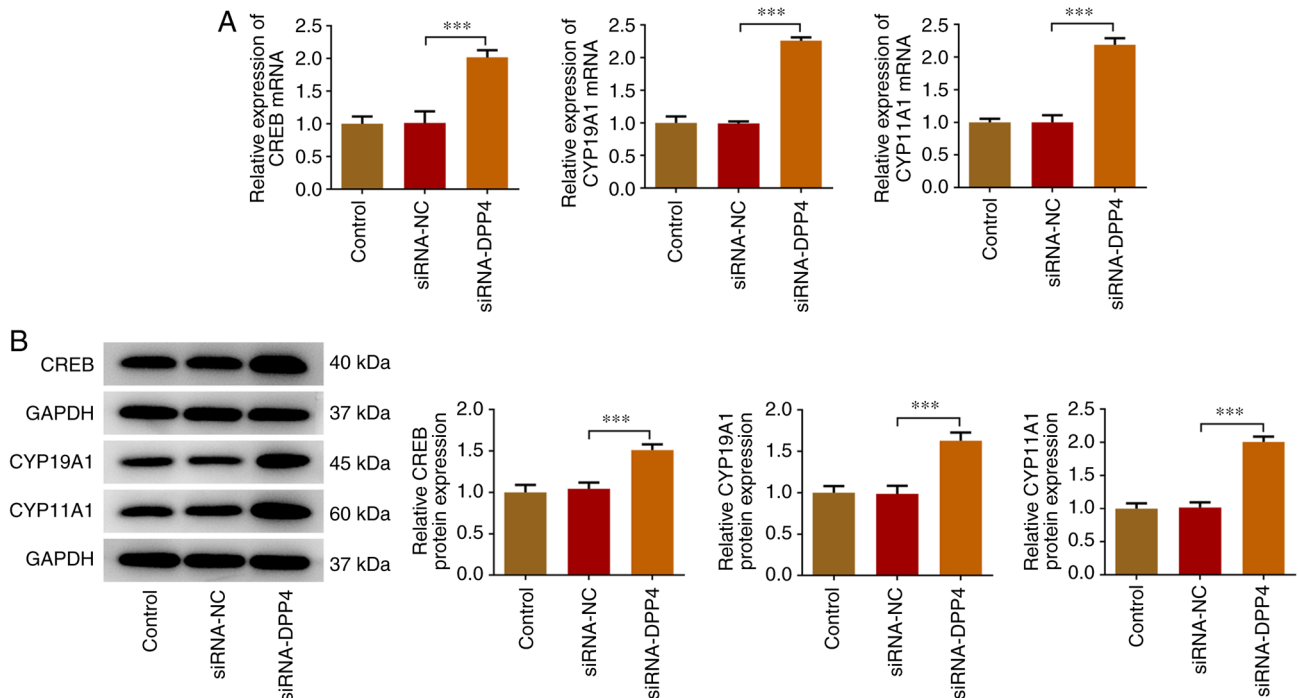 A
Relative expression of
CREB mRNA
2.5
2.0
1.5
1.0
0.5
0.0
***
Control
siRNA-NC
siRNA-DPP4
Relative expression of
CYP19A1 mRNA
2.5
2.0
1.5
1.0
0.5
0.0
***
Control
siRNA-NC
siRNA-DPP4
Relative expression of
CYP11A1 mRNA
2.5
2.0
1.5
1.0
0.5
0.0
***
Control
siRNA-NC
siRNA-DPP4
B
CREB 40 kDa
GAPDH 37 kDa
CYP19A1 45 kDa
CYP11A1 60 kDa
GAPDH 37 kDa
Control
siRNA-NC
siRNA-DPP4
Relative CREB
protein expression
2.0
1.5
1.0
0.5
0.0
***
Control
siRNA-NC
siRNA-DPP4
Relative CYP19A1
protein expression
2.0
1.5
1.0
0.5
0.0
***
Control
siRNA-NC
siRNA-DPP4
Relative CYP11A1
protein expression
2.5
2.0
1.5
1.0
0.5
0.0
***
Control
siRNA-NC
siRNA-DPP4